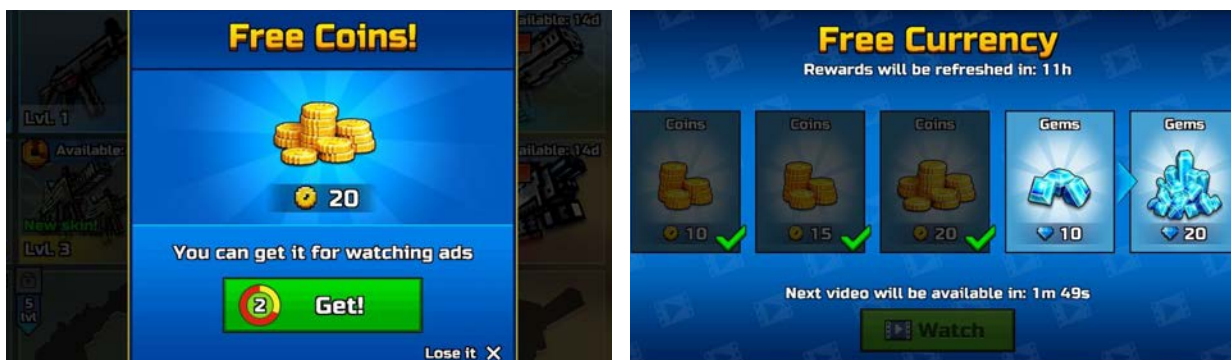 Free Coins!
Lvl. 1
ailable: 14d
20
Available:
ailable: 14d
New skin!
Lvl. 3
You can get it for watching ads
5
lvl
2 Get!
Lose it X
Free Currency
Rewards will be refreshed in: 11h
Coins Coins Coins Gems Gems
10 15 20 10 20
Next video will be available in: 1m 49s
Watch